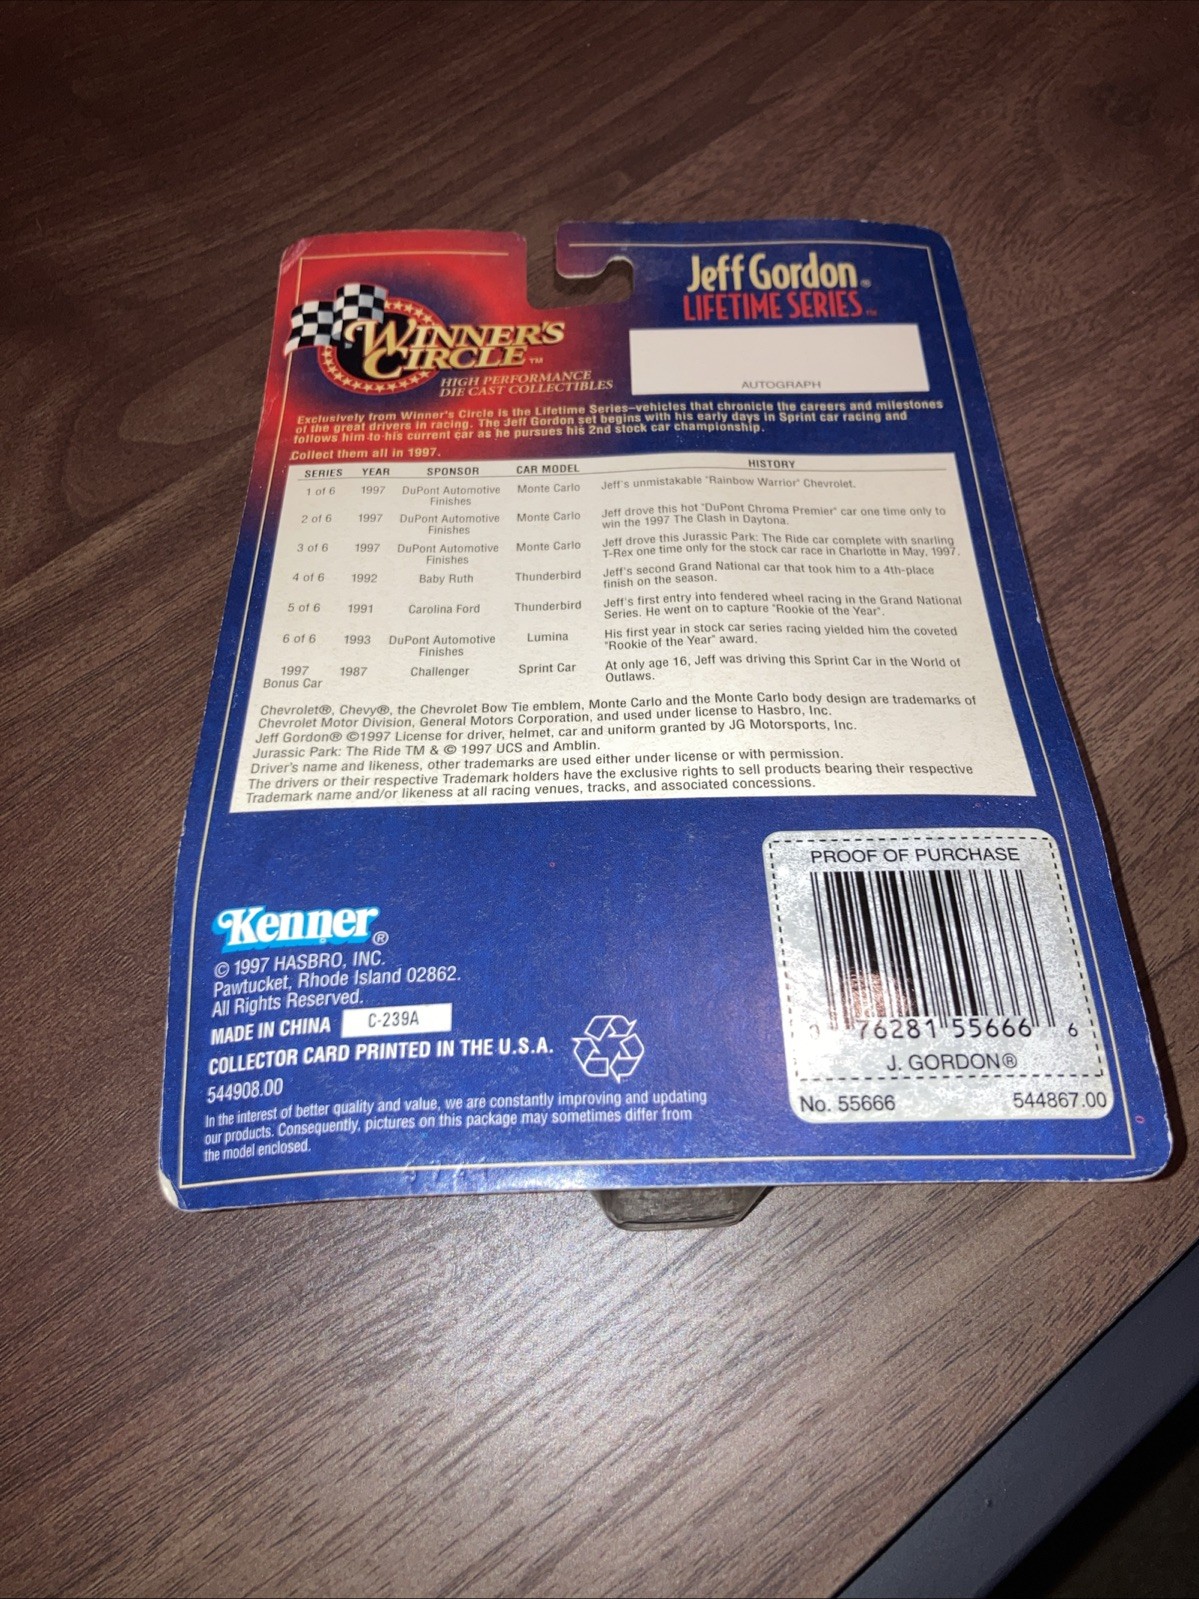 Jeff Gordon®
LIFETIME SERIES™
WINNER'S
CIRCLE™
HIGH PERFORMANCE
DIE CAST COLLECTIBLES
AUTOGRAPH
Exclusively from Winner's Circle is the Lifetime Series–vehicles that chronicle the careers and milestones
of the great drivers in racing. The Jeff Gordon set begins with his early days in Sprint car racing and
follows him to his current car as he pursues his 2nd stock car championship.
Collect them all in 1997.
SERIES YEAR SPONSOR CAR MODEL HISTORY
1 of 6 1997 DuPont Automotive Monte Carlo Jeff's unmistakable "Rainbow Warrior" Chevrolet.
Finishes
2 of 6 1997 DuPont Automotive Monte Carlo Jeff drove this hot "DuPont Chroma Premier" car one time only to
Finishes win the 1997 The Clash in Daytona.
3 of 6 1997 DuPont Automotive Monte Carlo Jeff drove this Jurassic Park: The Ride car complete with snarling
Finishes T-Rex one time only for the stock car race in Charlotte in May, 1997.
4 of 6 1992 Baby Ruth Thunderbird Jeff's second Grand National car that took him to a 4th-place
finish on the season.
5 of 6 1991 Carolina Ford Thunderbird Jeff's first entry into fendered wheel racing in the Grand National
Series. He went on to capture "Rookie of the Year".
6 of 6 1993 DuPont Automotive Lumina His first year in stock car series racing yielded him the coveted
Finishes "Rookie of the Year" award.
1997 1987 Challenger Sprint Car At only age 16, Jeff was driving this Sprint Car in the World of
Bonus Car Outlaws.
Chevrolet®, Chevy®, the Chevrolet Bow Tie emblem, Monte Carlo and the Monte Carlo body design are trademarks of
Chevrolet Motor Division, General Motors Corporation, and used under license to Hasbro, Inc.
Jeff Gordon® ©1997 License for driver, helmet, car and uniform granted by JG Motorsports, Inc.
Jurassic Park: The Ride TM & © 1997 UCS and Amblin.
Driver's name and likeness, other trademarks are used either under license or with permission.
The drivers or their respective Trademark holders have the exclusive rights to sell products bearing their respective
Trademark name and/or likeness at all racing venues, tracks, and associated concessions.
Kenner®
© 1997 HASBRO, INC.
Pawtucket, Rhode Island 02862.
All Rights Reserved.
MADE IN CHINA C-239A
COLLECTOR CARD PRINTED IN THE U.S.A.
544908.00
In the interest of better quality and value, we are constantly improving and updating
our products. Consequently, pictures on this package may sometimes differ from
the model enclosed.
PROOF OF PURCHASE
0 76281 55666 6
J. GORDON®
No. 55666 544867.00